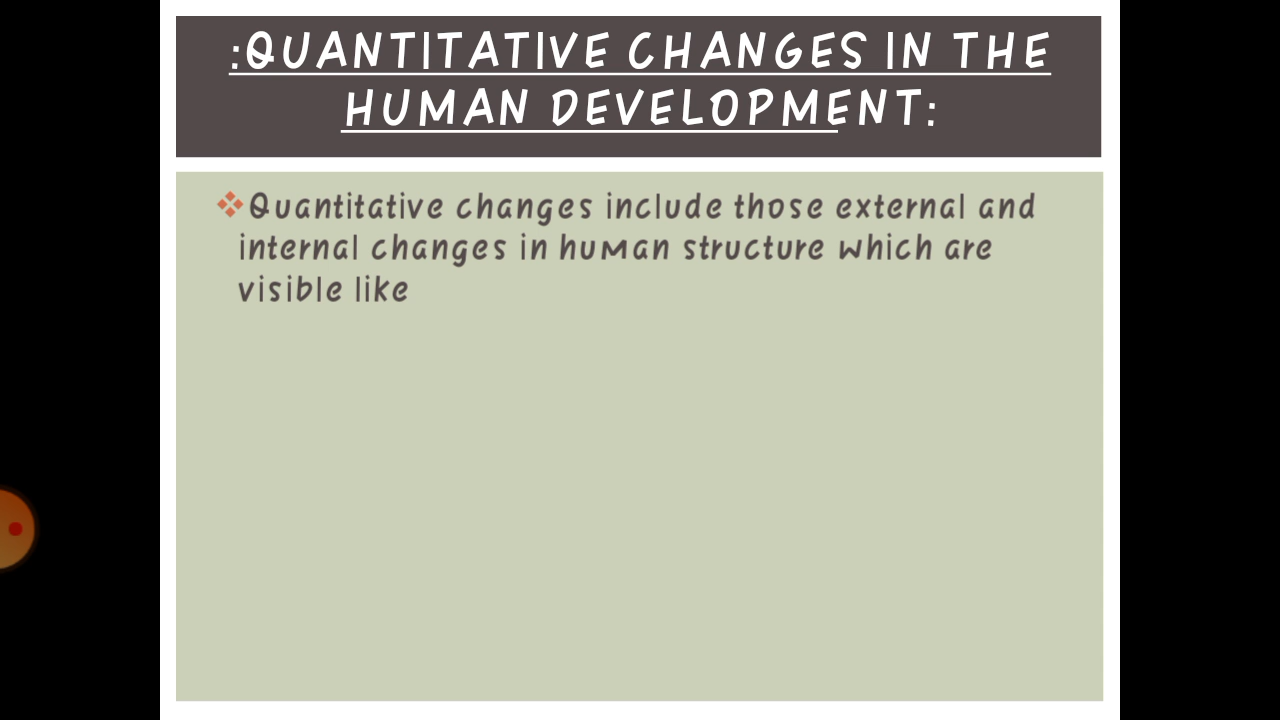 :QUANTITATIVE CHANGES IN THE
HUMAN DEVELOPMENT:
Quantitative changes include those external and
internal changes in human structure which are
visible like